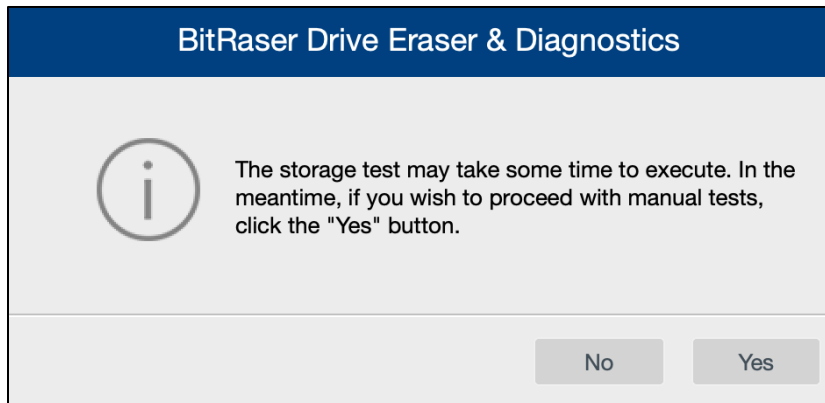 BitRaser Drive Eraser & Diagnostics
The storage test may take some time to execute. In the
meantime, if you wish to proceed with manual tests,
click the "Yes" button.
No
Yes